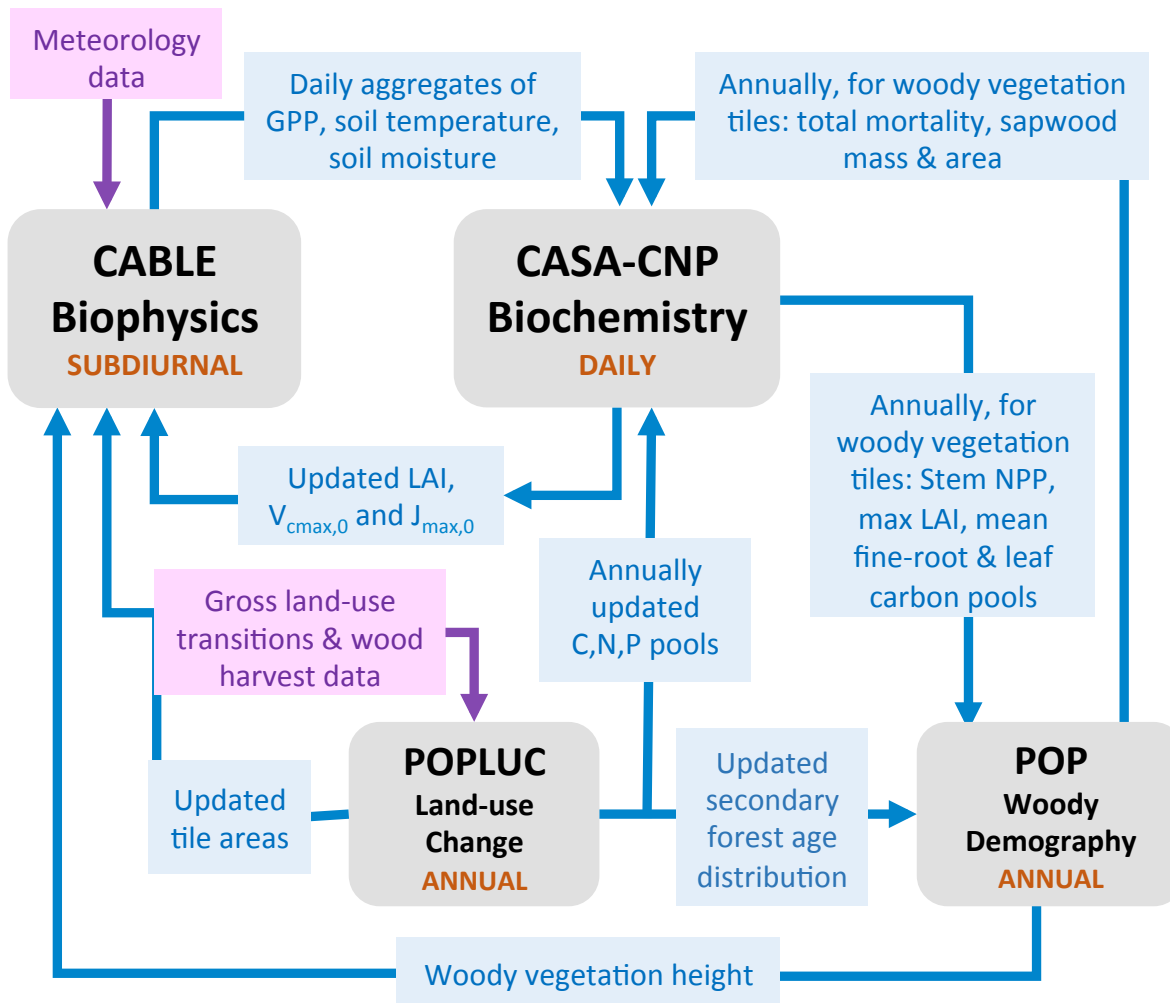 Meteorology
data
Daily aggregates of
GPP, soil temperature,
soil moisture
Annually, for woody vegetation
tiles: total mortality, sapwood
mass & area
CABLE
Biophysics
SUBDIURNAL
CASA-CNP
Biochemistry
DAILY
Updated LAI,
Vcmax,0 and Jmax,0
Annually, for
woody vegetation
tiles: Stem NPP,
max LAI, mean
fine-root & leaf
carbon pools
Gross land-use
transitions & wood
harvest data
Annually
updated
C,N,P pools
Updated
tile areas
POPLUC
Land-use
Change
ANNUAL
Updated
secondary
forest age
distribution
POP
Woody
Demography
ANNUAL
Woody vegetation height